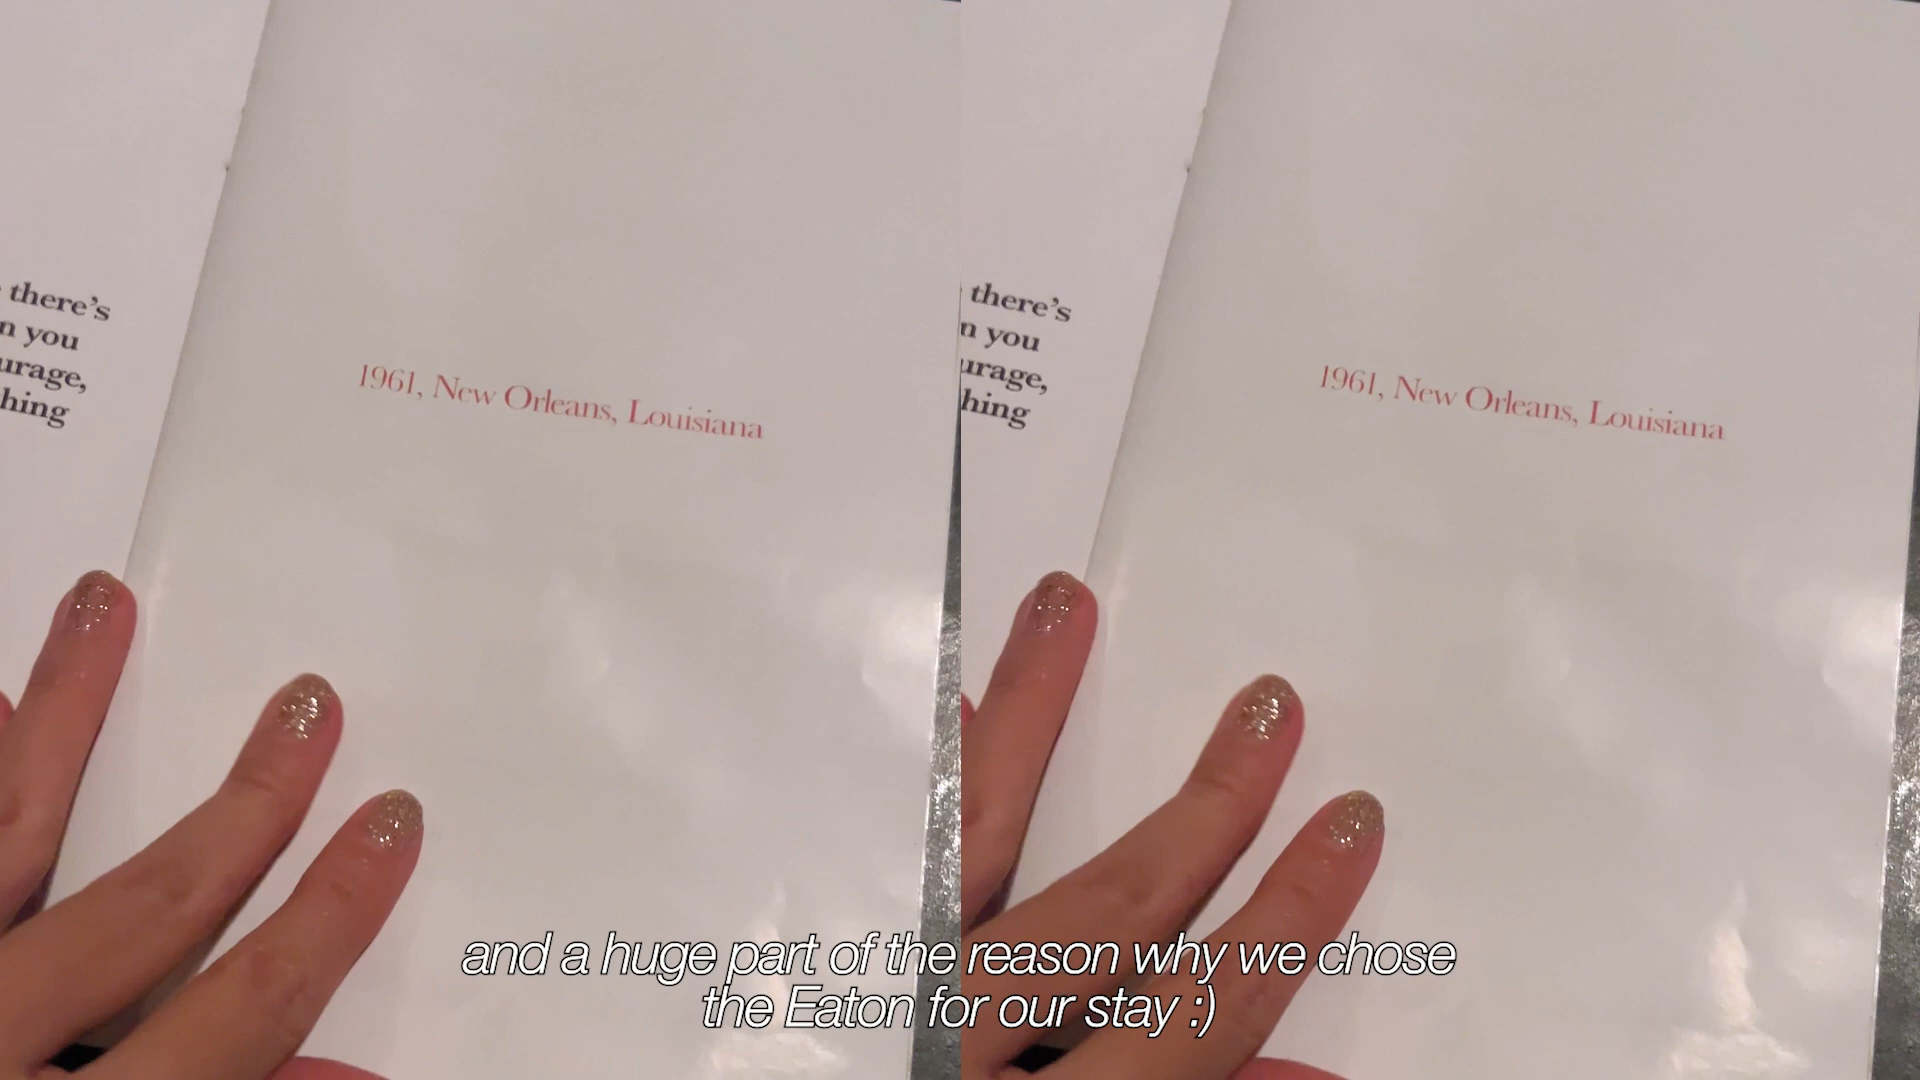 there's
n you
urage,
hing
1961, New Orleans, Louisiana
there's
n you
urage,
hing
1961, New Orleans, Louisiana
and a huge part of the reason why we chose
the Eaton for our stay :)